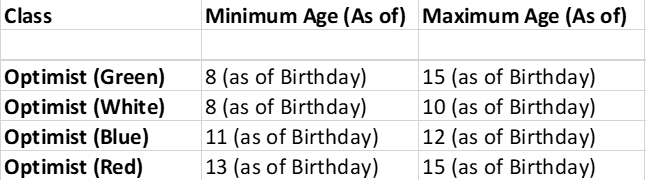 Class Minimum Age (As of) Maximum Age (As of)
Optimist (Green) 8 (as of Birthday) 15 (as of Birthday)
Optimist (White) 8 (as of Birthday) 10 (as of Birthday)
Optimist (Blue) 11 (as of Birthday) 12 (as of Birthday)
Optimist (Red) 13 (as of Birthday) 15 (as of Birthday)